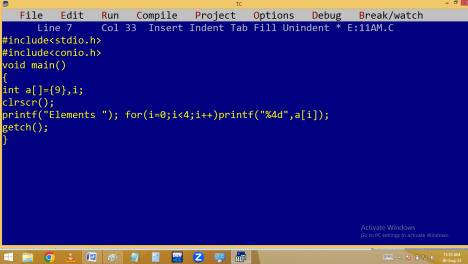 TC
File Edit Run Compile Project Options Debug Break/watch
Line 7 Col 33 Insert Indent Tab Fill Unindent * E:11AM.C
#include<stdio.h>
#include<conio.h>
void main()
{
int a[]={9},i;
clrscr();
printf("Elements "); for(i=0;i<4;i++)printf("%4d",a[i]);
getch();
}
Activate Windows
Go to PC settings to activate Windows.